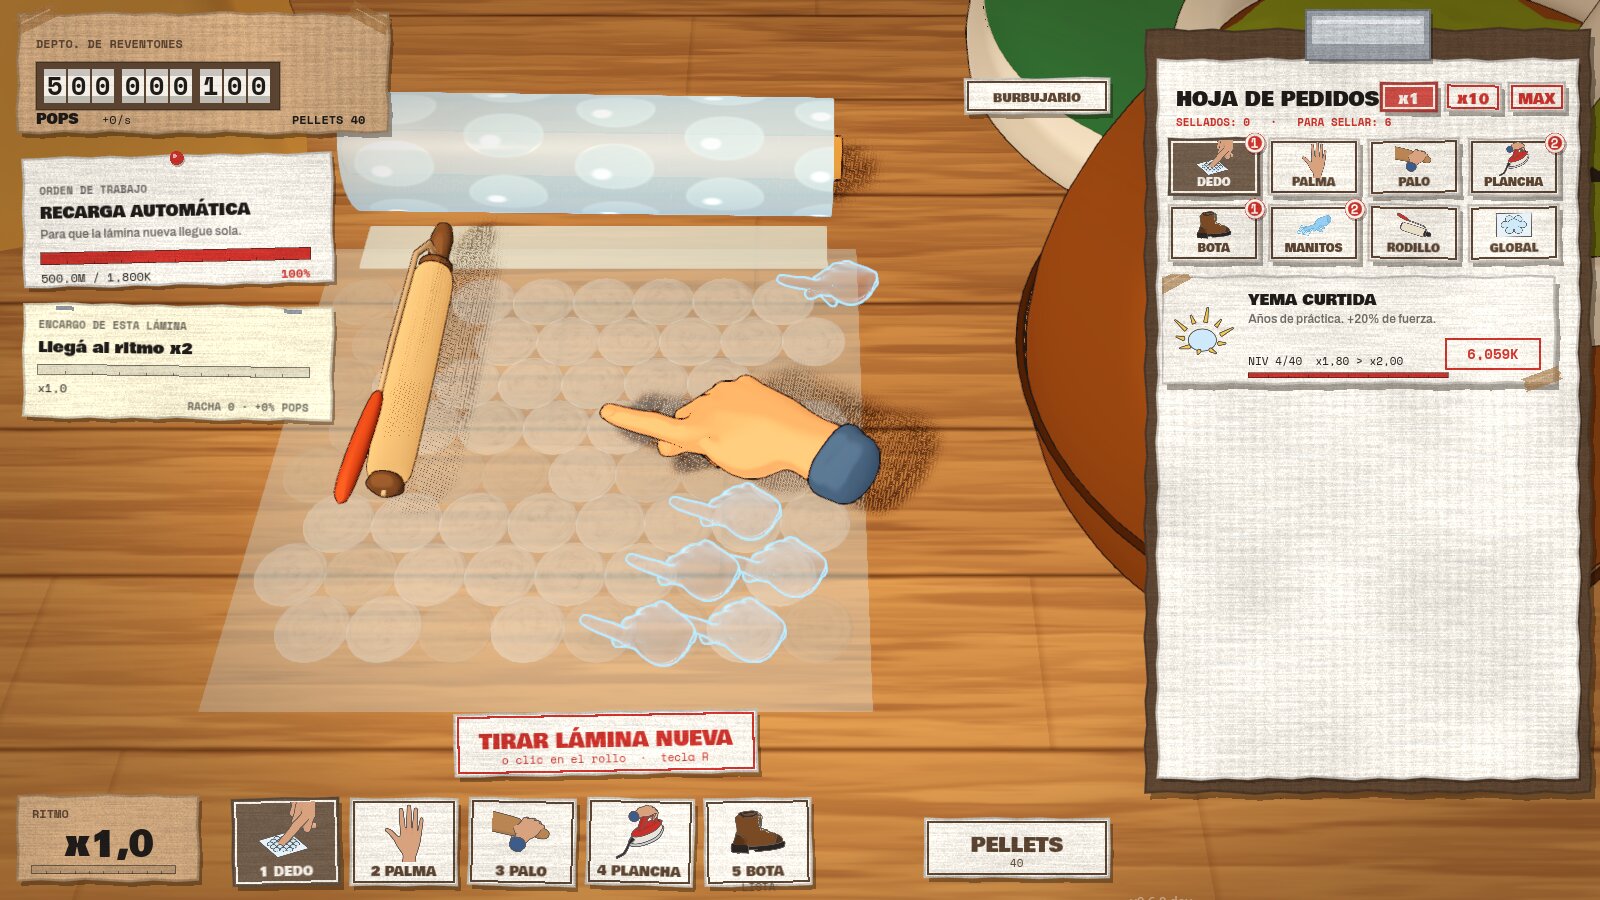 DEPTO. DE REVENTONES
500 000 100
POPS +0/s PELLETS 40
ORDEN DE TRABAJO
RECARGA AUTOMÁTICA
Para que la lámina nueva llegue sola.
500.0M / 1.800K 100%
ENCARGO DE ESTA LÁMINA
Llegá al ritmo x2
x1.0
RACHA 0 · +0% POPS
BURBUJARIO
HOJA DE PEDIDOS x1 x10 MAX
SELLADOS: 0 · PARA SELLAR: 6
1
DEDO
PALMA
PALO
2
PLANCHA
1
BOTA
2
MANITOS
RODILLO
GLOBAL
YEMA CURTIDA
Años de práctica. +20% de fuerza.
NIV 4/40 x1,80 > x2,00
6.059K
TIRAR LÁMINA NUEVA
o clic en el rollo · tecla R
RITMO
x1,0
1 DEDO
2 PALMA
3 PALO
4 PLANCHA
5 BOTA
LISTA
PELLETS
40